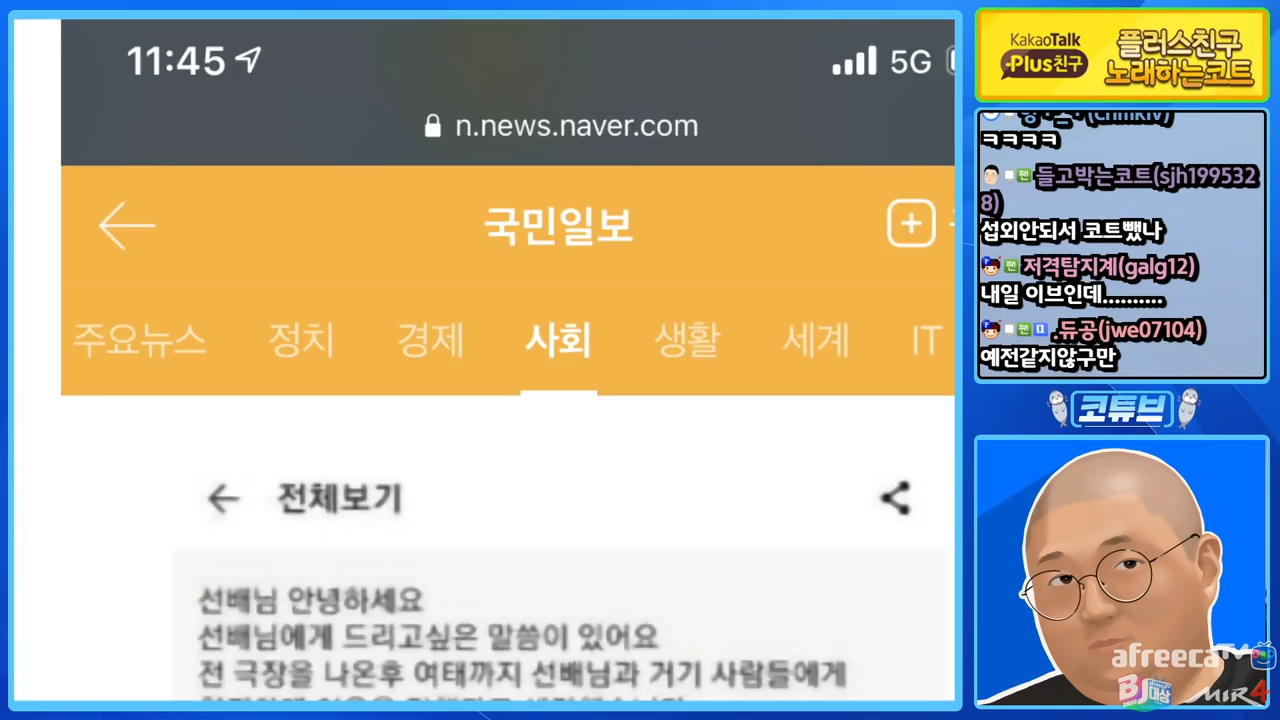 11:45
5G
n.news.naver.com
국민일보
주요뉴스 정치 경제 사회 생활 세계 IT
전체보기
선배님 안녕하세요
선배님에게 드리고싶은 말씀이 있어요
전 극장을 나온후 여태까지 선배님과 거기 사람들에게
KakaoTalk
Plus친구
플러스친구
노래하는코트
ㅋㅋㅋㅋ
들고박는코트(sjh199532
8)
섭외안되서 코트뺐나
저격탐지계(galg12)
내일 이브인데..........
.듀공(jwe07104)
예전같지않구만
코튜브
afreecaTV
BJ대상
MIR4